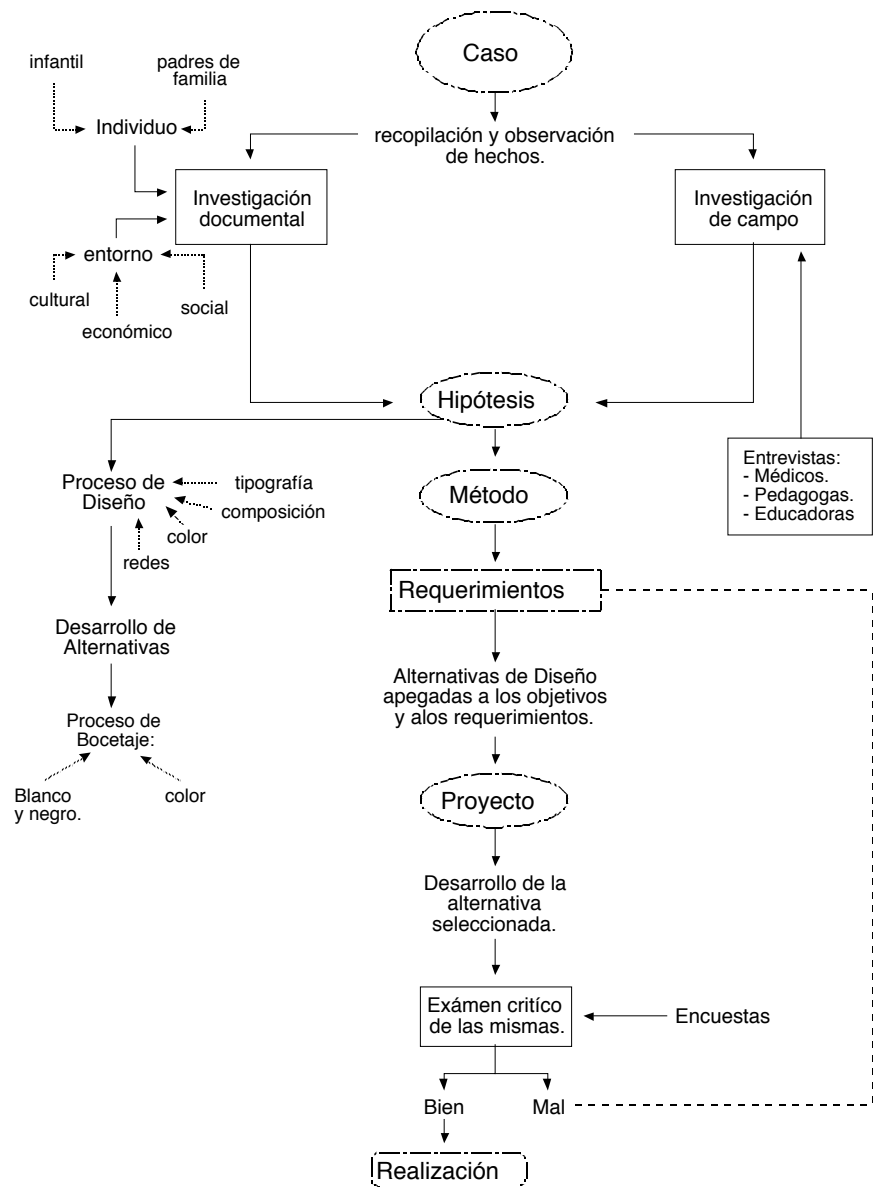 Caso
infantil
padres de
familia
Individuo
recopilación y observación
de hechos.
Investigación
documental
Investigación
de campo
entorno
cultural
social
económico
Hipótesis
Entrevistas:
- Médicos.
- Pedagogas.
- Educadoras
Proceso de
Diseño
tipografía
composición
color
redes
Método
Requerimientos
Desarrollo de
Alternativas
Alternativas de Diseño
apegadas a los objetivos
y alos requerimientos.
Proceso de
Bocetaje:
Blanco
y negro.
color
Proyecto
Desarrollo de la
alternativa
seleccionada.
Exámen critíco
de las mismas.
Encuestas
Bien
Mal
Realización